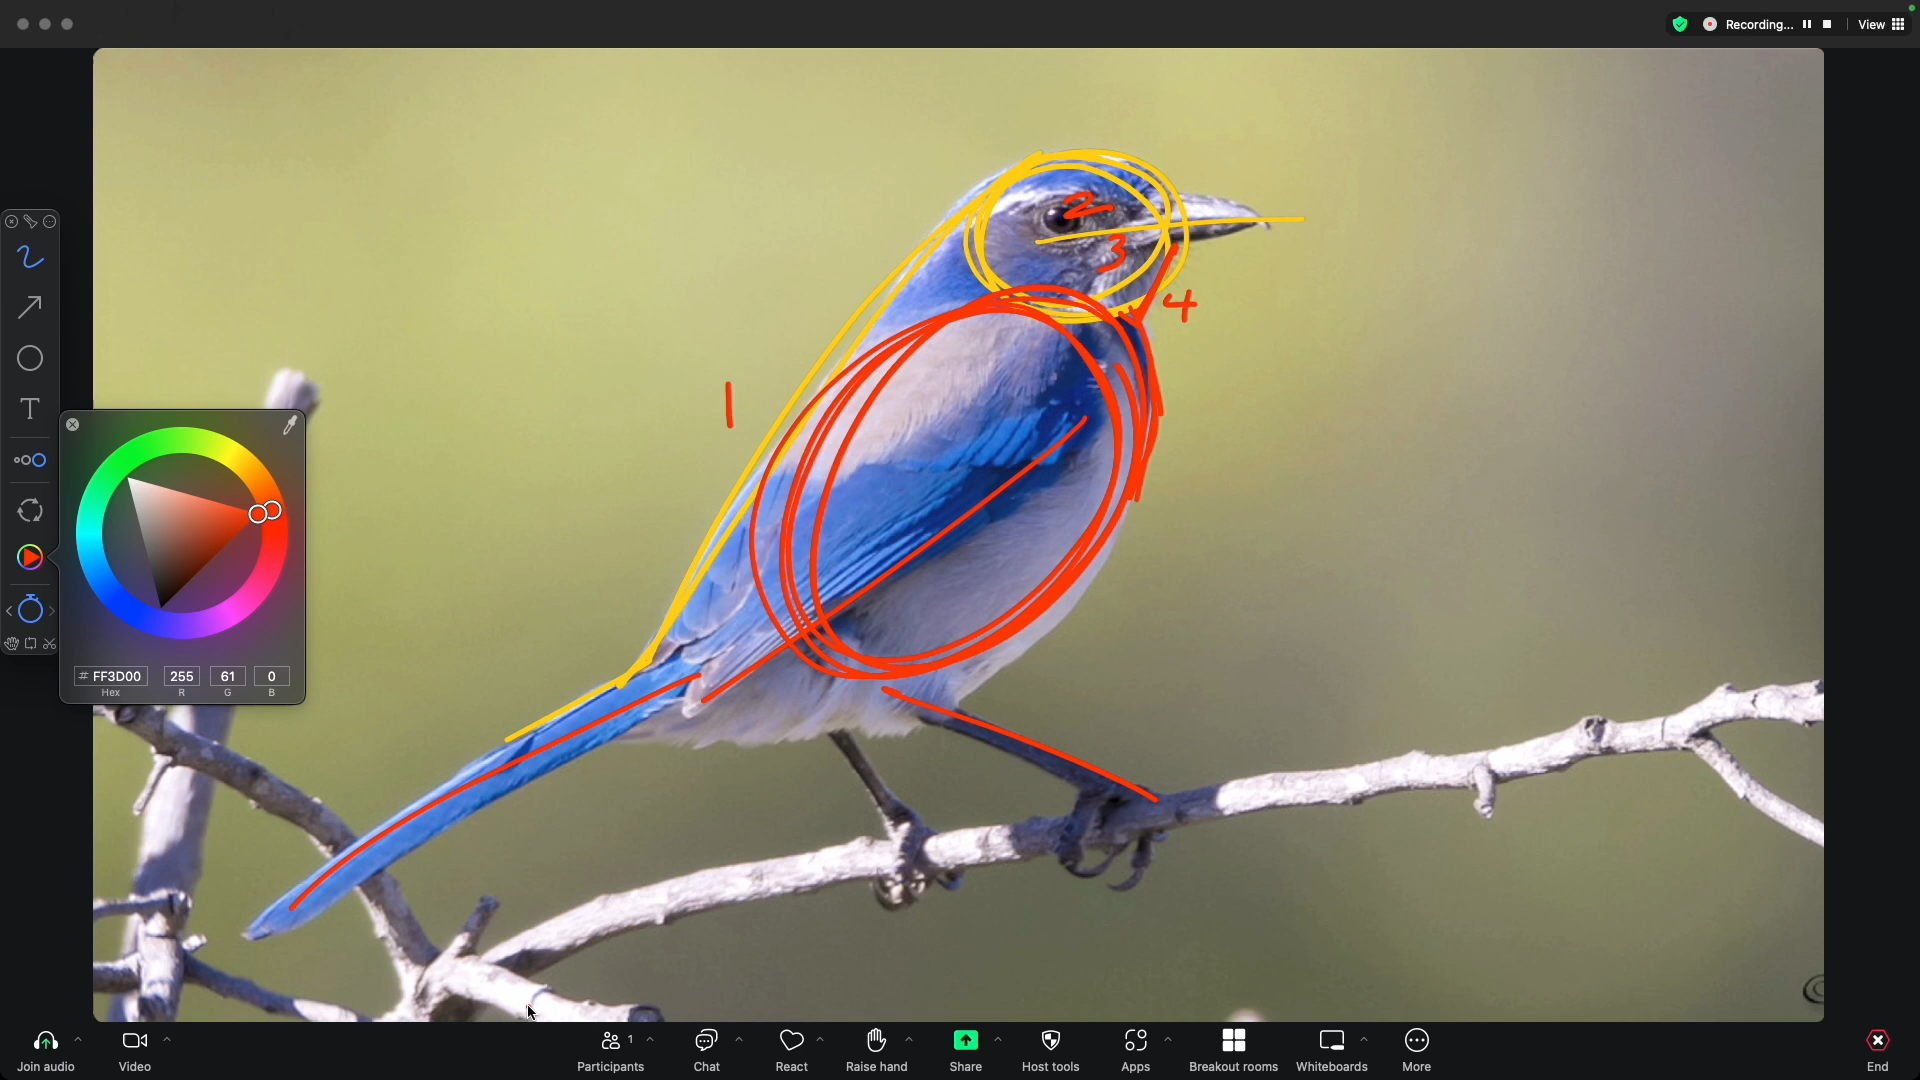 Recording...
View
2
3
4
1
T
# FF3D00 255 61 0
Hex R G B
1
Join audio Video Participants Chat React Raise hand Share Host tools Apps Breakout rooms Whiteboards More End